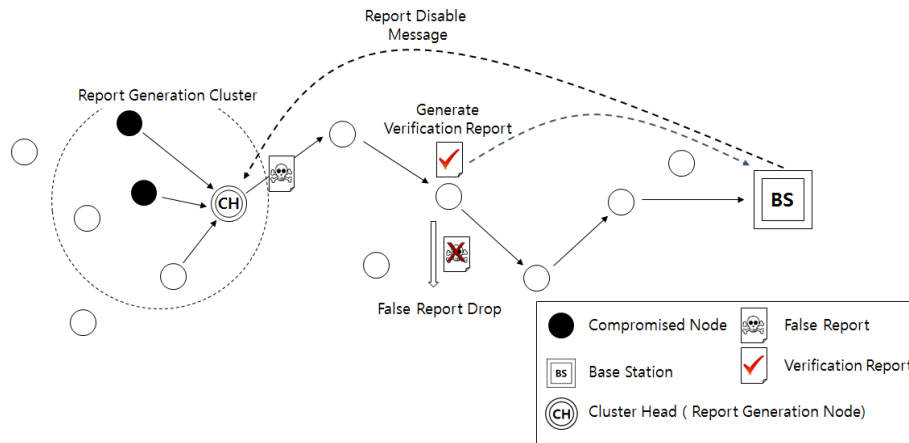 Report Disable
Message
Report Generation Cluster
Generate
Verification Report
CH
BS
False Report Drop
Compromised Node
False Report
BS
Base Station
Verification Report
CH
Cluster Head ( Report Generation Node)